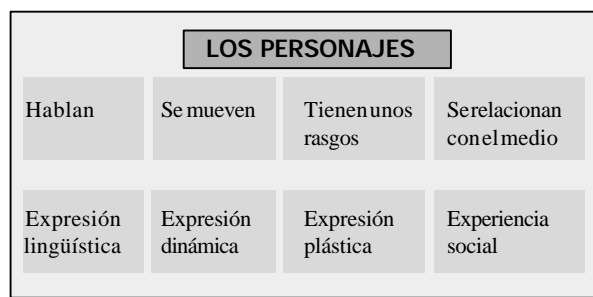 LOS PERSONAJES
Hablan
Se mueven
Tienen unos
rasgos
Se relacionan
con el medio
Expresión
lingüística
Expresión
dinámica
Expresión
plástica
Experiencia
social